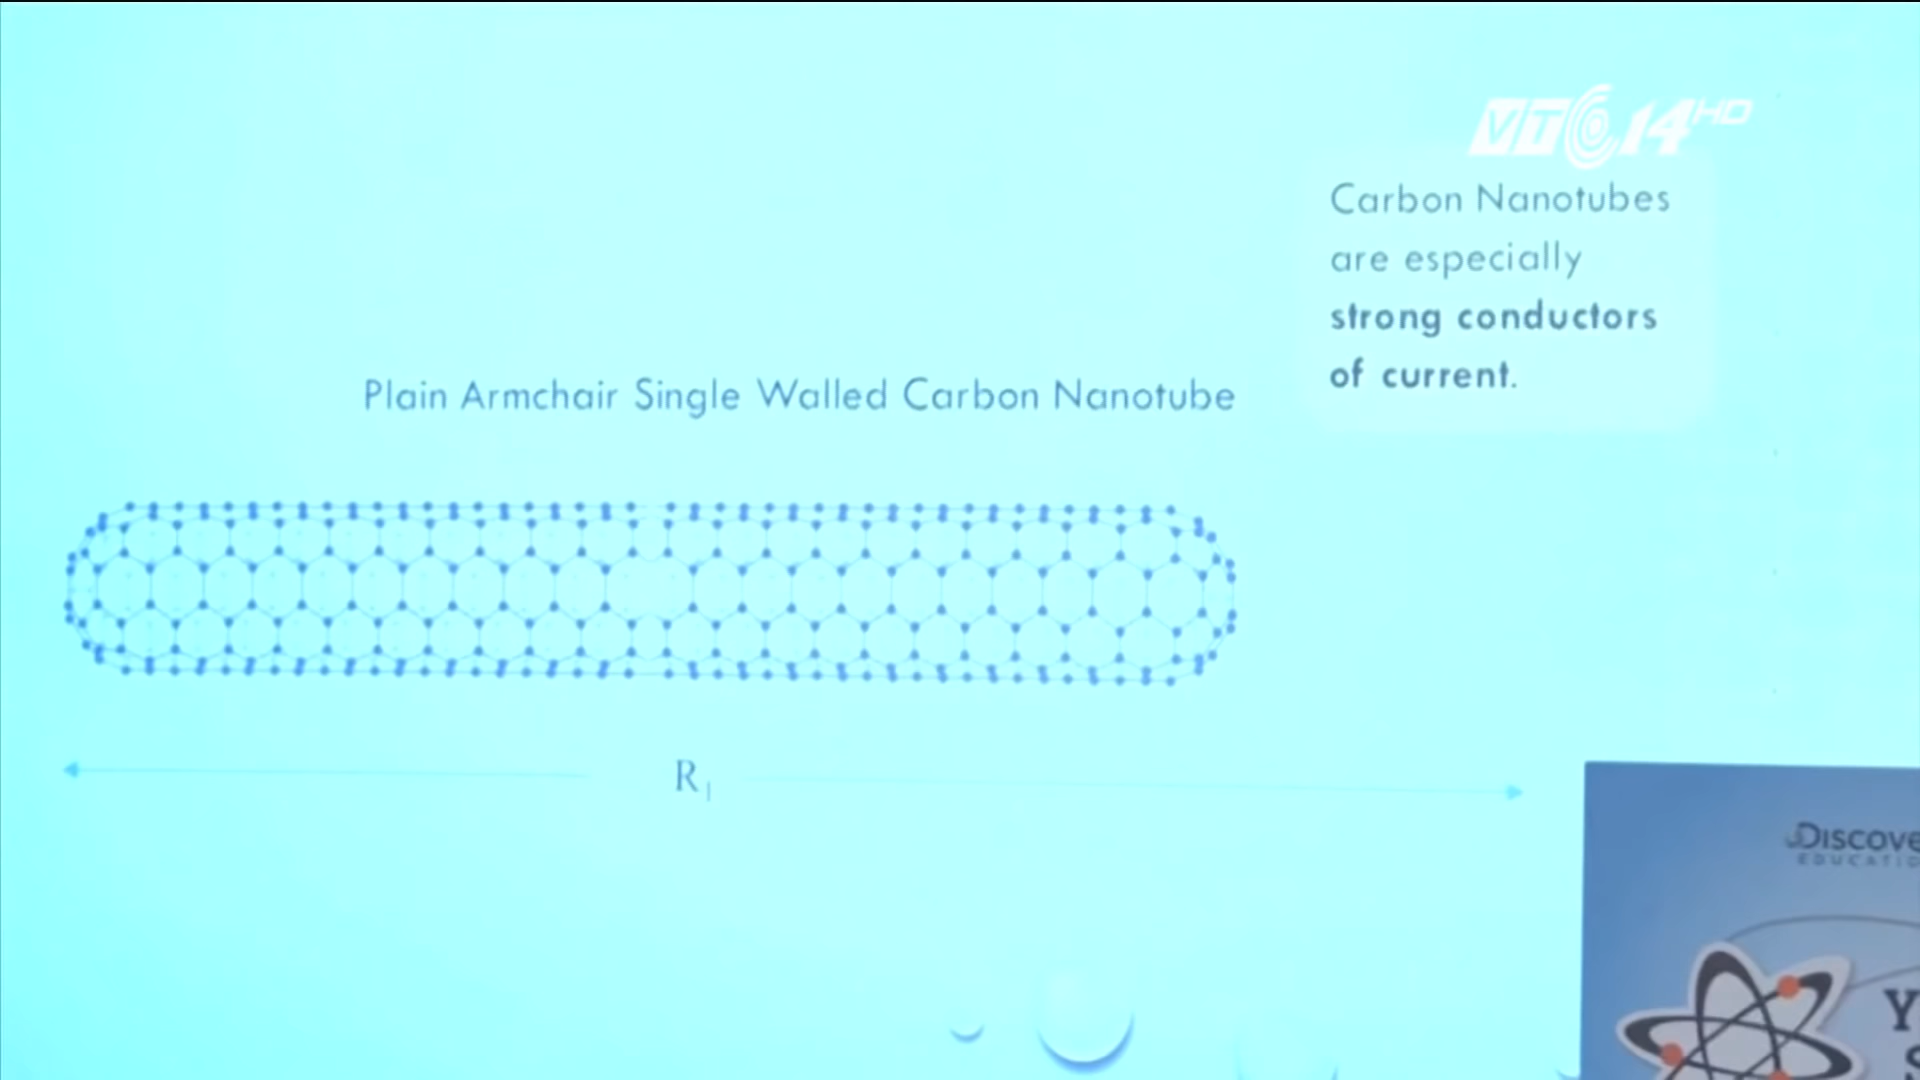 VTC14 HD
Carbon Nanotubes
are especially
strong conductors
of current.
Plain Armchair Single Walled Carbon Nanotube
R1
Discove
EDUCATIO
Y
S